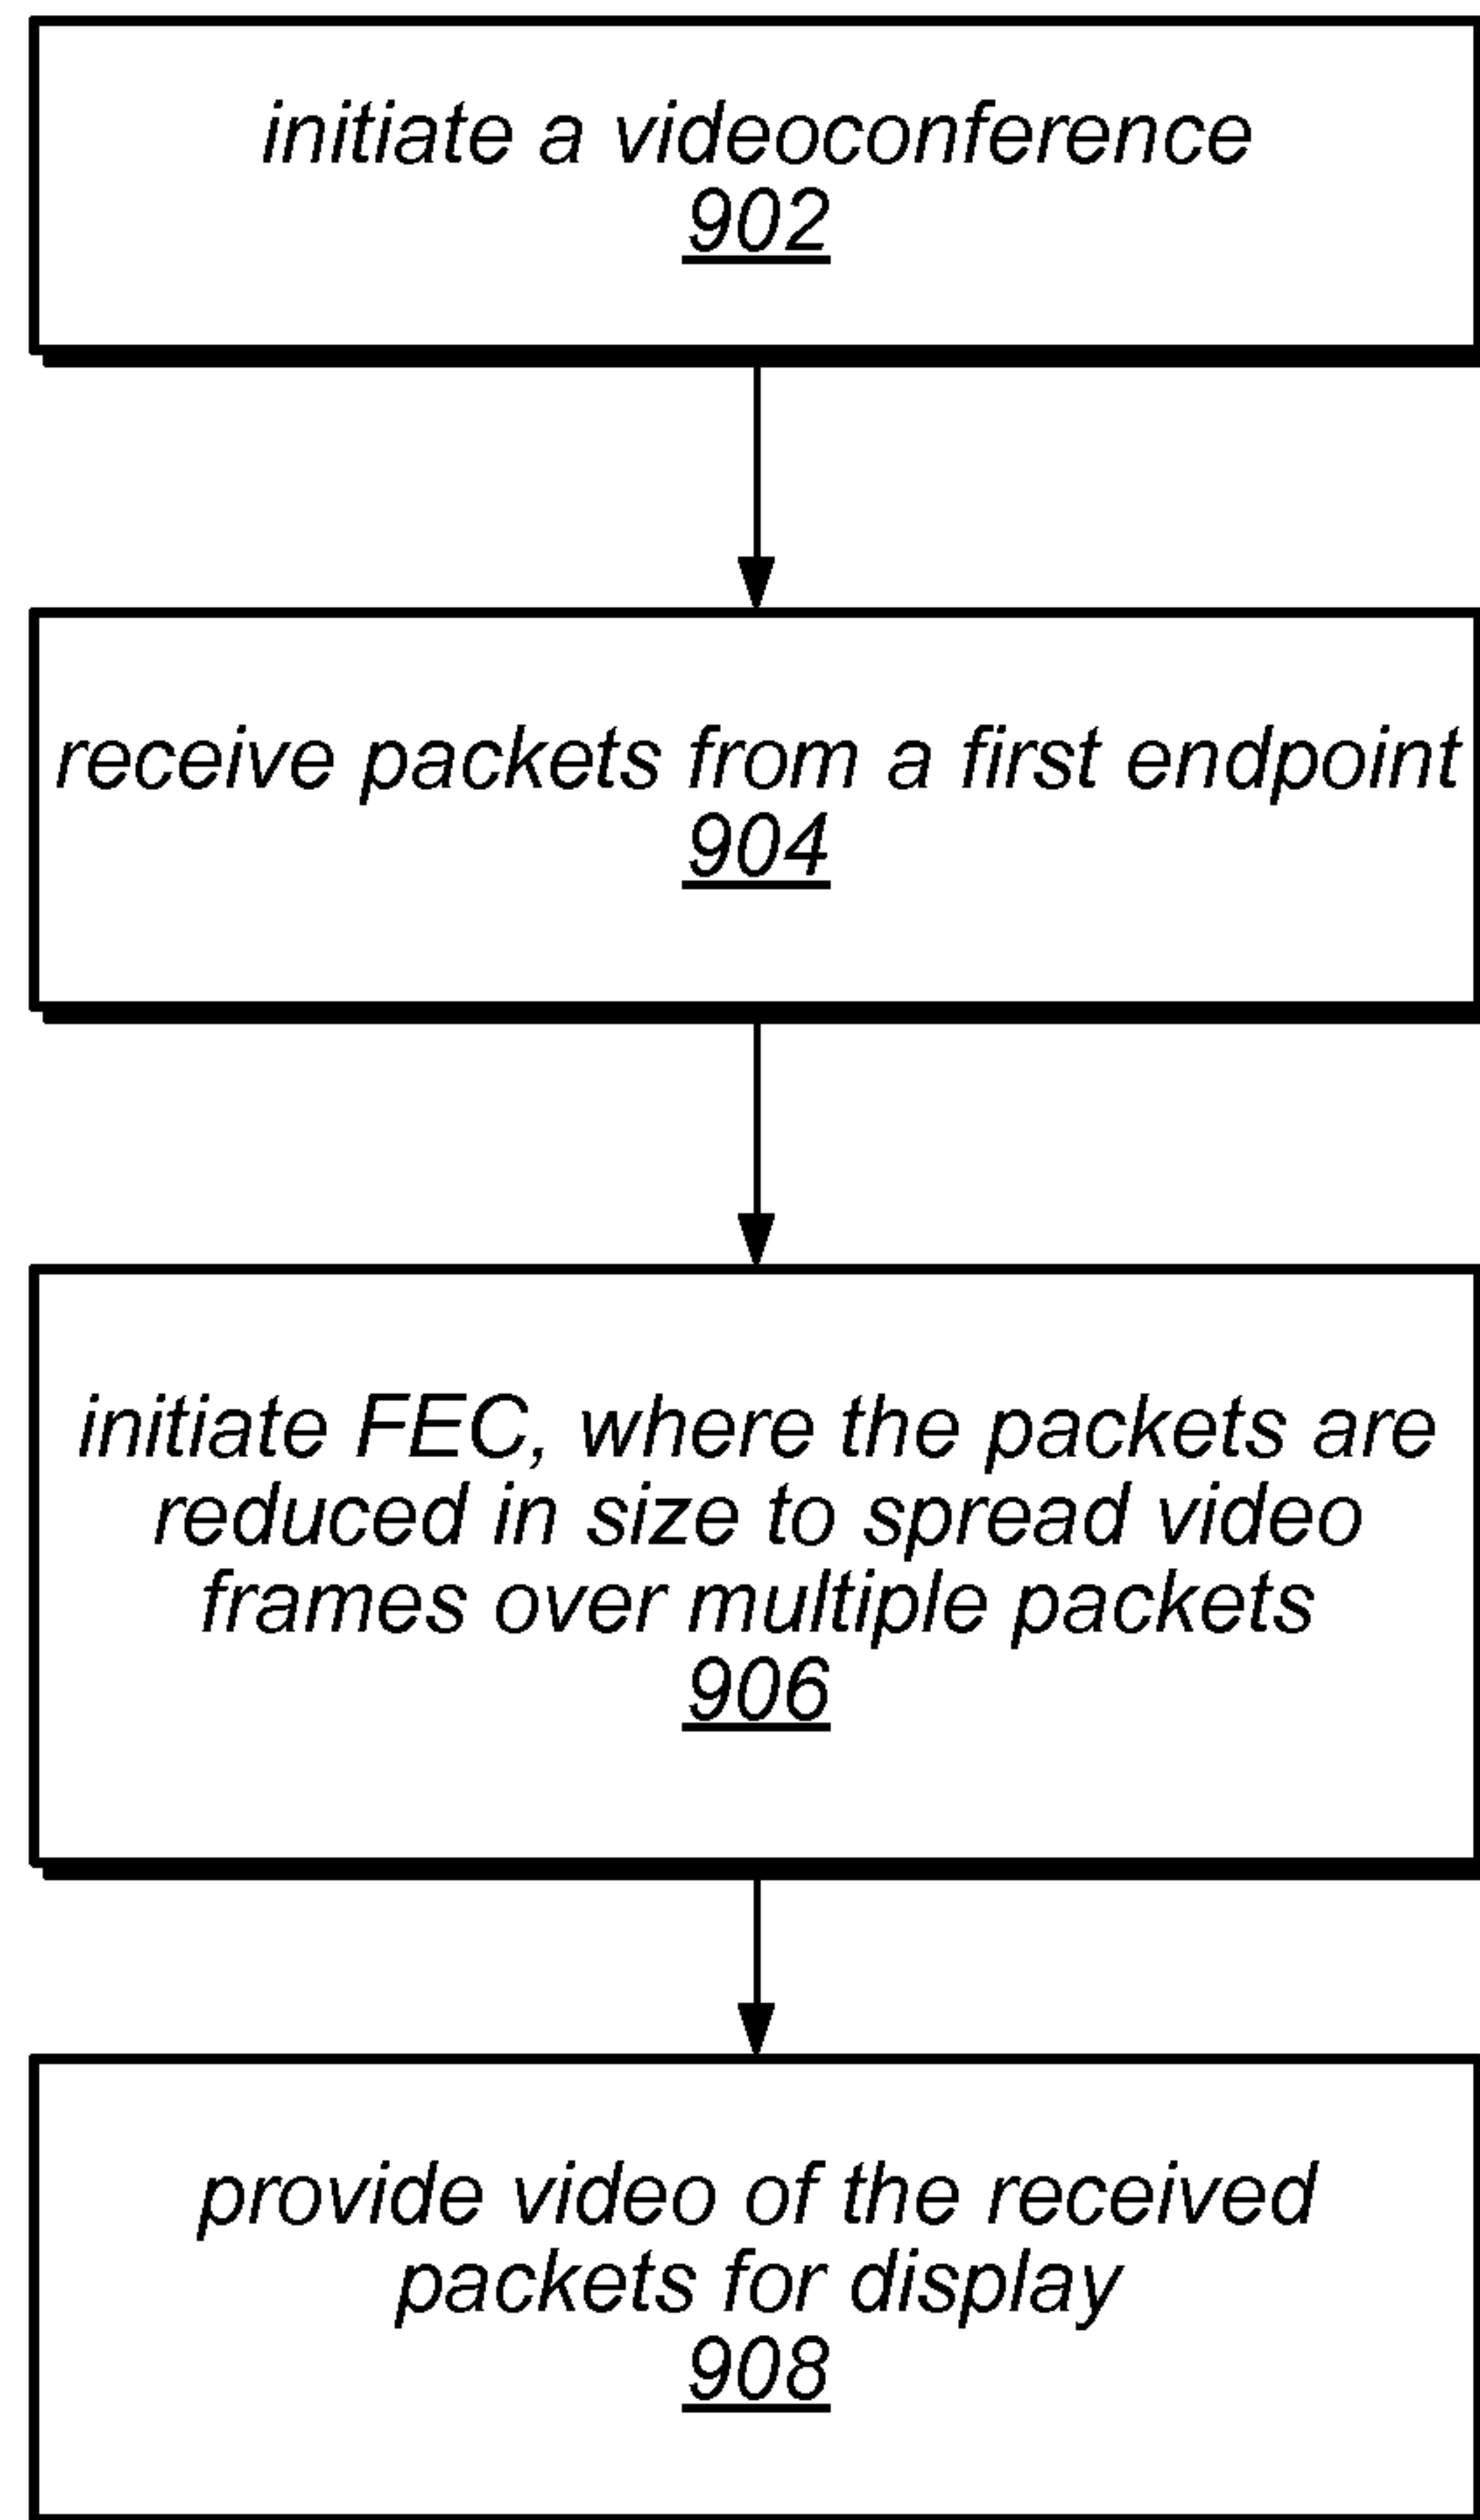 initiate a videoconference
902
receive packets from a first endpoint
904
initiate FEC, where the packets are
reduced in size to spread video
frames over multiple packets
906
provide video of the received
packets for display
908